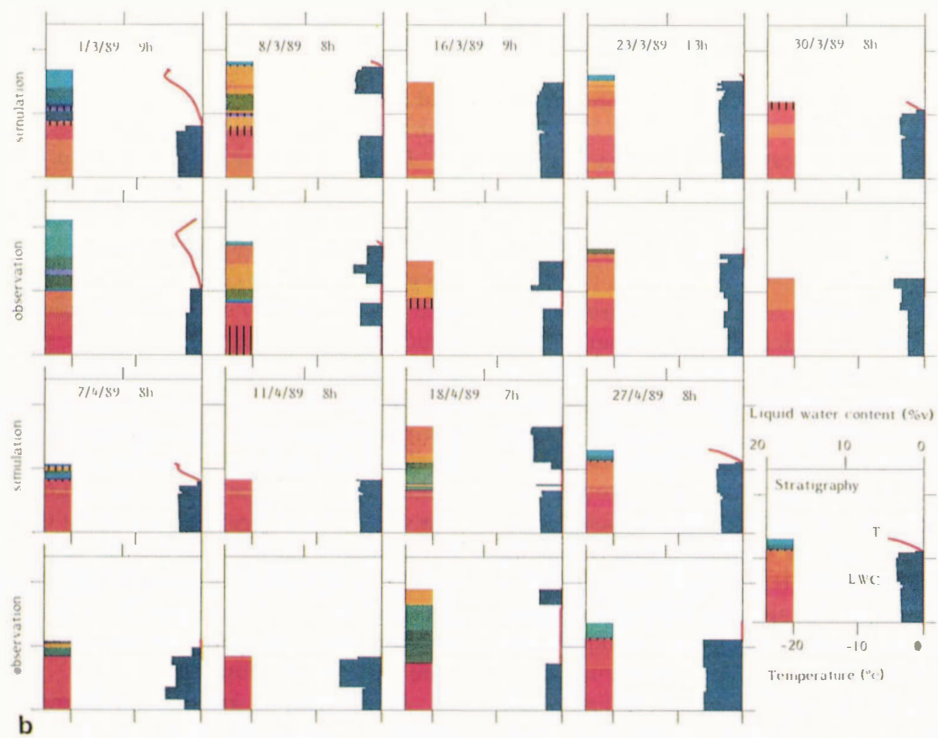 1/3/89 9h
8/3/89 8h
16/3/89 9h
23/3/89 13h
30/3/89 8h
simulation
observation
7/4/89 8h
11/4/89 8h
18/4/89 7h
27/4/89 8h
simulation
Liquid water content (%v)
20 10 0
Stratigraphy
T
LWC
-20 -10 0
Temperature (°c)
observation
b